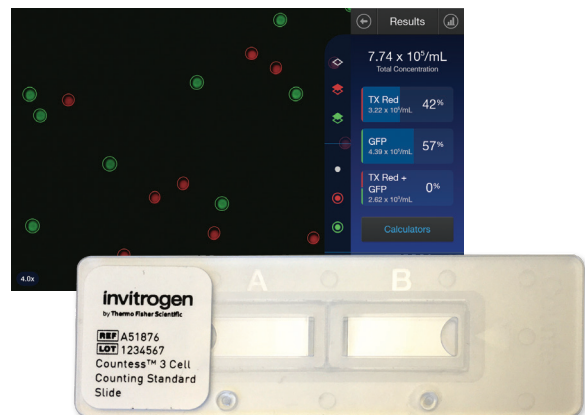 Results
7.74 x 10⁵/mL
Total Concentration
TX Red
3.22 x 10⁵/mL
42%
GFP
4.39 x 10⁵/mL
57%
TX Red +
GFP
2.62 x 10³/mL
0%
Calculators
4.0x
A
B
invitrogen
by Thermo Fisher Scientific
REF A51876
LOT 1234567
Countess™ 3 Cell
Counting Standard
Slide